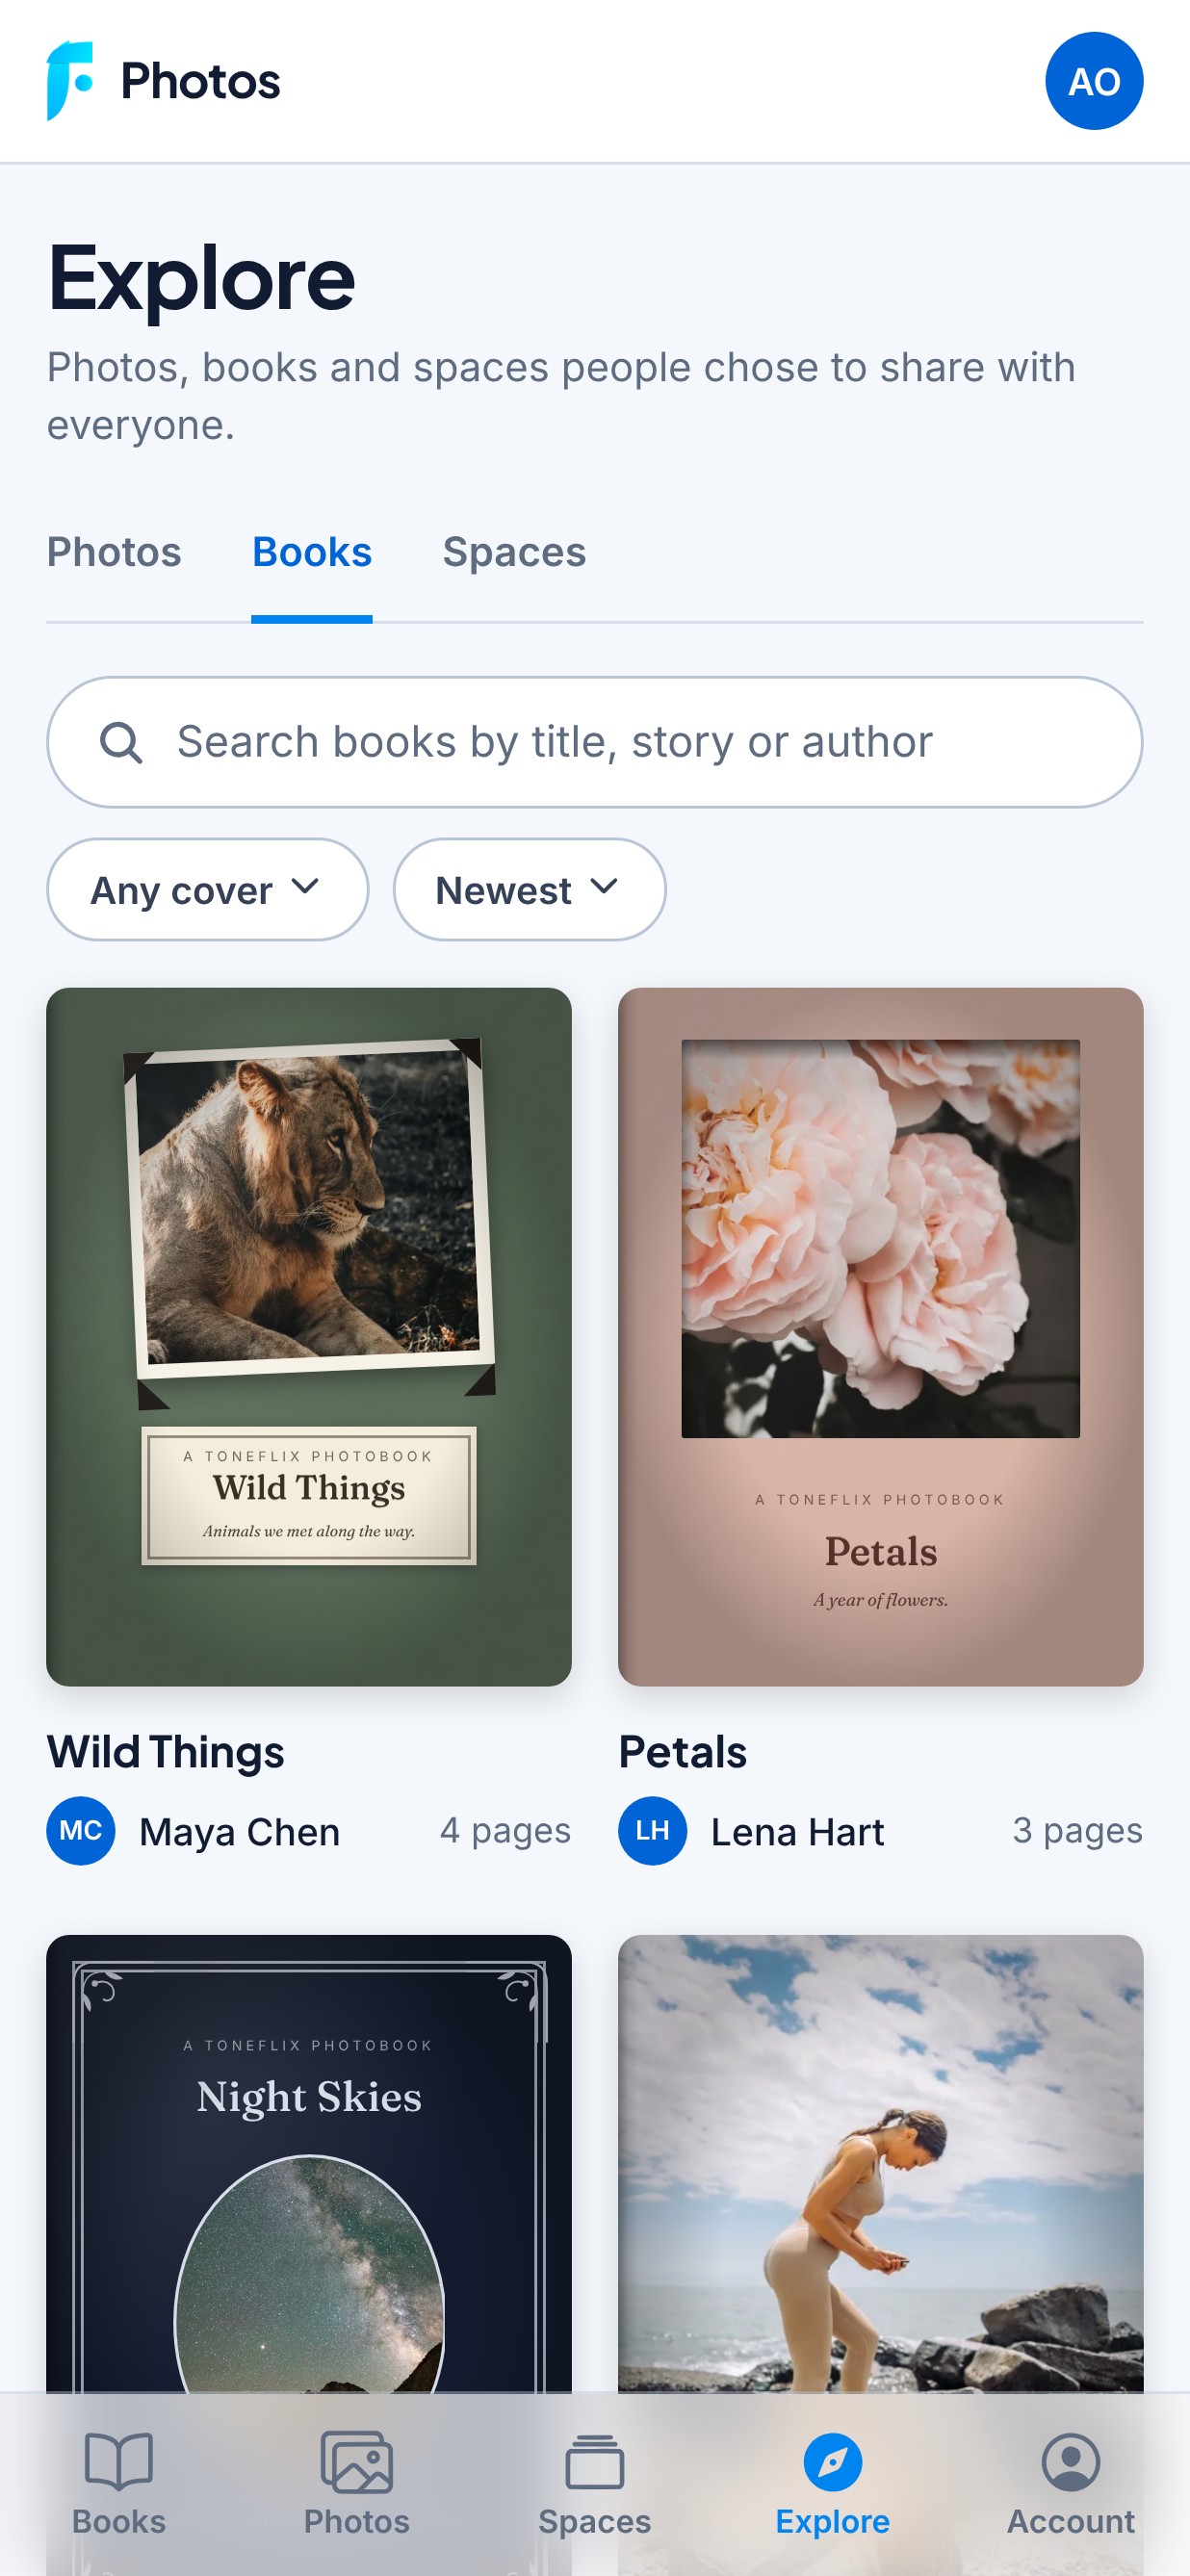 Photos
AO
Explore
Photos, books and spaces people chose to share with
everyone.
Photos Books Spaces
Search books by title, story or author
Any cover Newest
A TONEFLIX PHOTOBOOK
Wild Things
Animals we met along the way.
A TONEFLIX PHOTOBOOK
Petals
A year of flowers.
Wild Things
MC Maya Chen 4 pages
Petals
LH Lena Hart 3 pages
A TONEFLIX PHOTOBOOK
Night Skies
Books Photos Spaces Explore Account